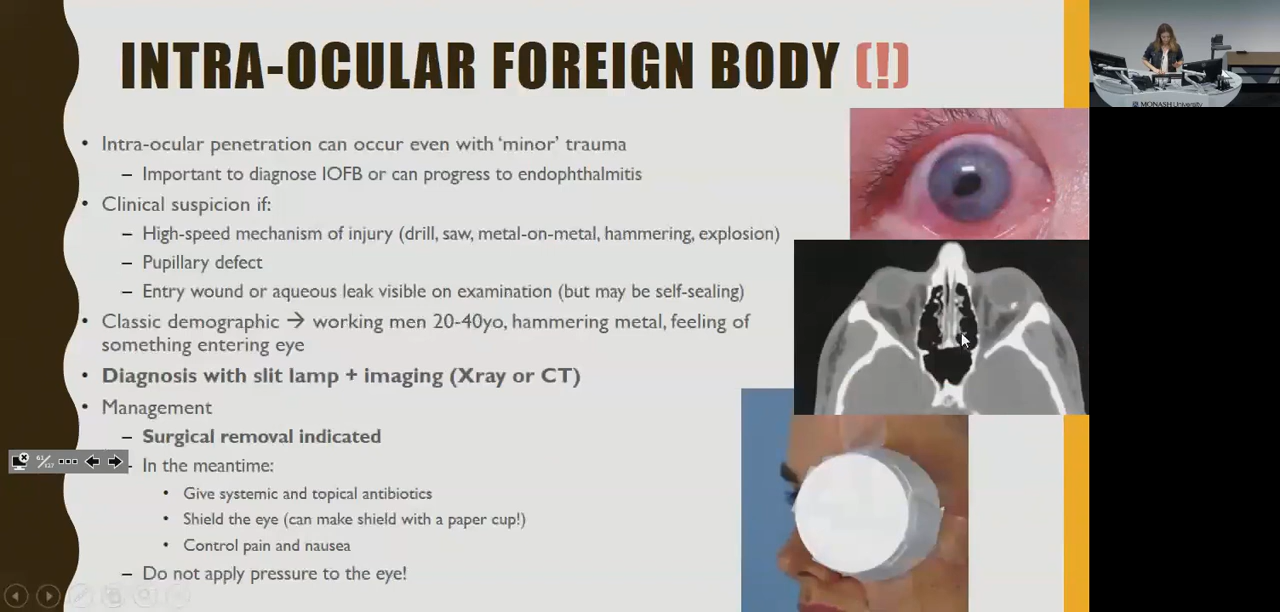 INTRA-OCULAR FOREIGN BODY (!)
• Intra-ocular penetration can occur even with ‘minor’ trauma
– Important to diagnose IOFB or can progress to endophthalmitis
• Clinical suspicion if:
– High-speed mechanism of injury (drill, saw, metal-on-metal, hammering, explosion)
– Pupillary defect
– Entry wound or aqueous leak visible on examination (but may be self-sealing)
• Classic demographic → working men 20-40yo, hammering metal, feeling of
something entering eye
• Diagnosis with slit lamp + imaging (Xray or CT)
• Management
– Surgical removal indicated
– In the meantime:
• Give systemic and topical antibiotics
• Shield the eye (can make shield with a paper cup!)
• Control pain and nausea
– Do not apply pressure to the eye!
61/127
MONASH University